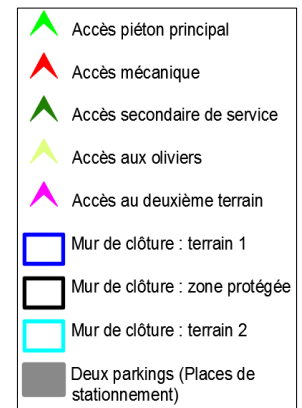 Accès piéton principal
Accès mécanique
Accès secondaire de service
Accès aux oliviers
Accès au deuxième terrain
Mur de clôture : terrain 1
Mur de clôture : zone protégée
Mur de clôture : terrain 2
Deux parkings (Places de
stationnement)